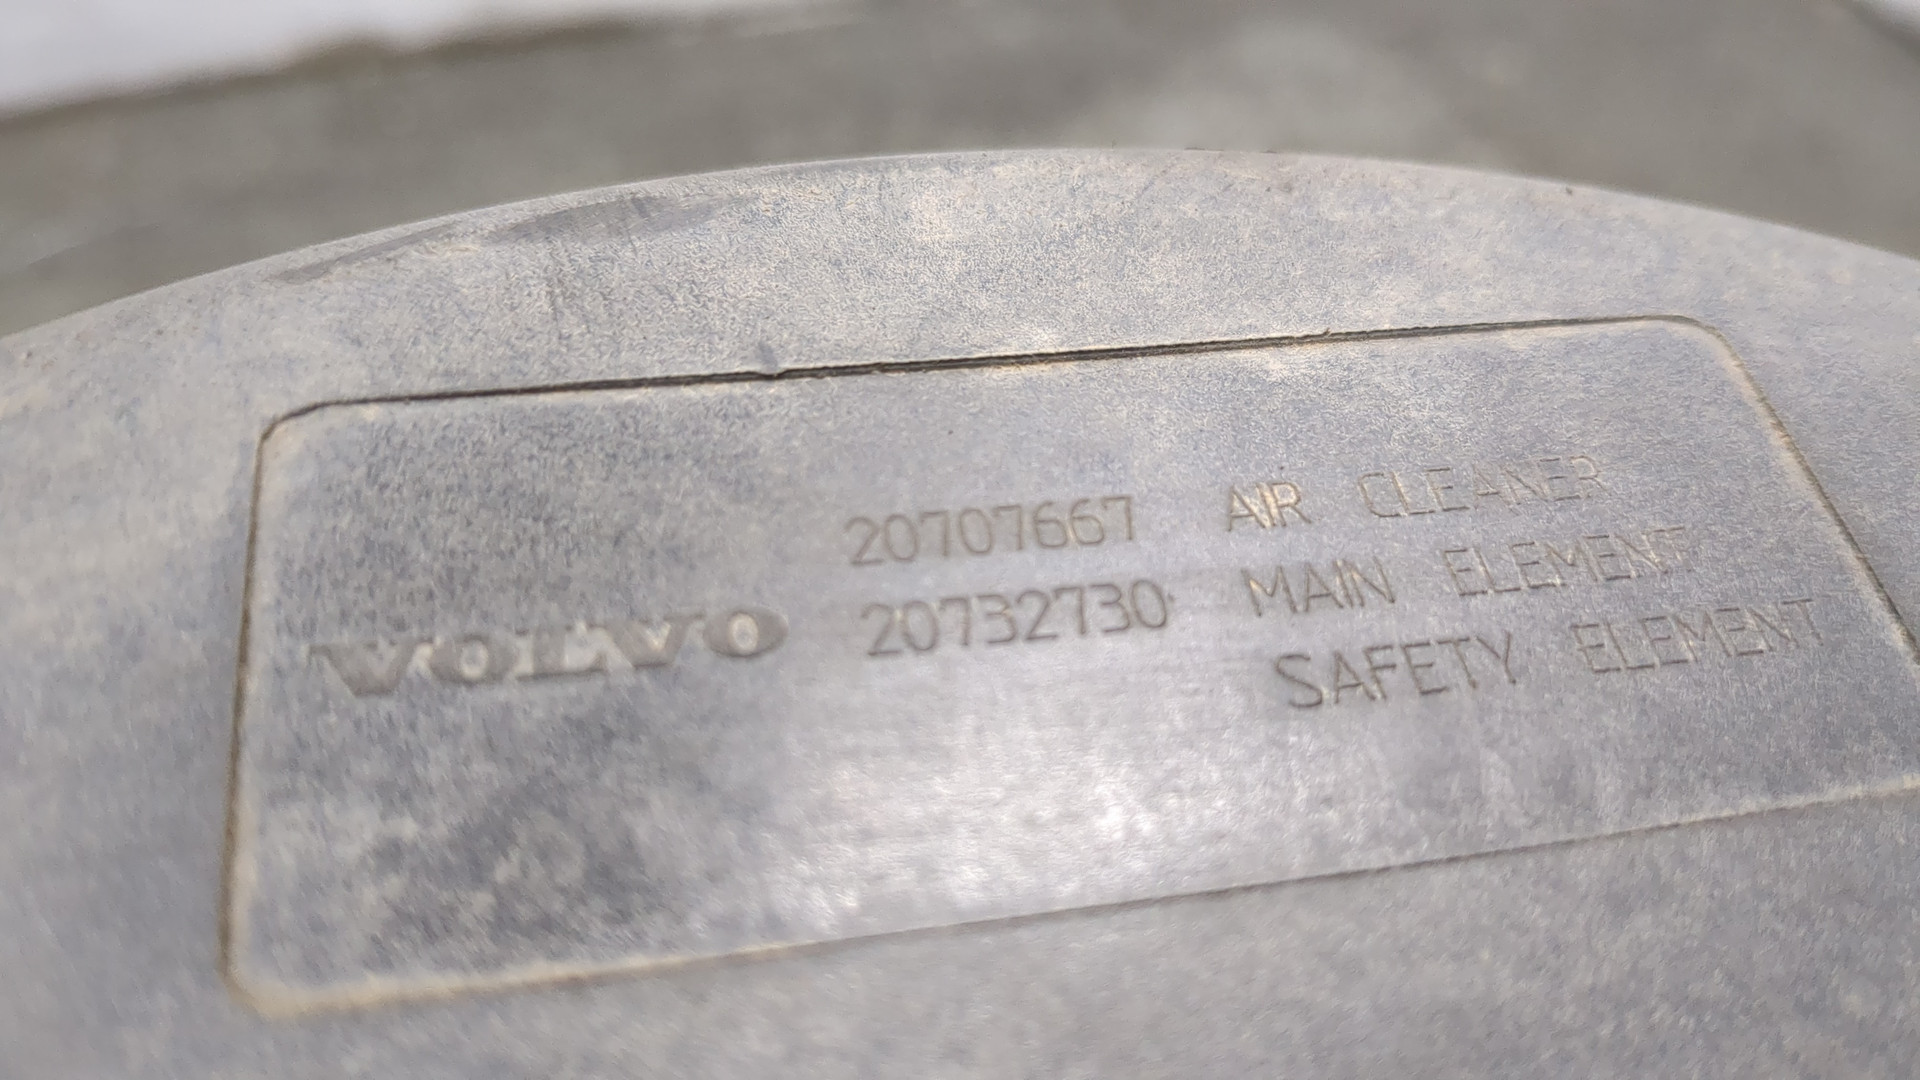 20707667 AIR CLEANER
VOLVO 20732730 MAIN ELEMENT
SAFETY ELEMENT